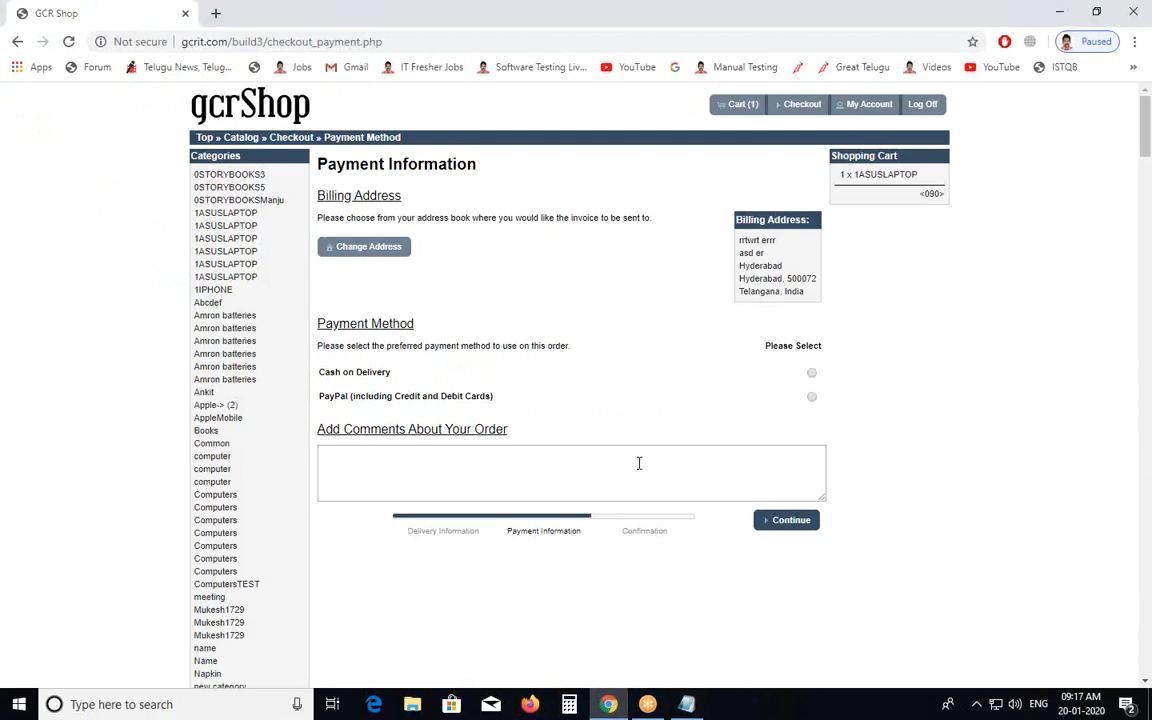 GCR Shop
Not secure
gcrit.com/build3/checkout_payment.php
Paused
Apps
Forum
Telugu News, Telug...
Jobs
Gmail
IT Fresher Jobs
Software Testing Liv...
YouTube
Manual Testing
Great Telugu
Videos
YouTube
ISTQB
»
gcrShop
Cart (1)
Checkout
My Account
Log Off
Top » Catalog » Checkout » Payment Method
Categories
0STORYBOOKS3
0STORYBOOKS5
0STORYBOOKSManju
1ASUSLAPTOP
1ASUSLAPTOP
1ASUSLAPTOP
1ASUSLAPTOP
1ASUSLAPTOP
1ASUSLAPTOP
1IPHONE
Abcdef
Amron batteries
Amron batteries
Amron batteries
Amron batteries
Amron batteries
Amron batteries
Ankit
Apple-> (2)
AppleMobile
Books
Common
computer
computer
computer
Computers
Computers
Computers
Computers
Computers
Computers
Computers
ComputersTEST
meeting
Mukesh1729
Mukesh1729
Mukesh1729
name
Name
Napkin
new category
Payment Information
Billing Address
Please choose from your address book where you would like the invoice to be sent to.
Change Address
Billing Address:
rrtwrt errr
asd er
Hyderabad
Hyderabad, 500072
Telangana, India
Payment Method
Please select the preferred payment method to use on this order.
Please Select
Cash on Delivery
PayPal (including Credit and Debit Cards)
Add Comments About Your Order
Delivery Information
Payment Information
Confirmation
Continue
Shopping Cart
1 x 1ASUSLAPTOP
<090>
Type here to search
ENG
09:17 AM
20-01-2020
2